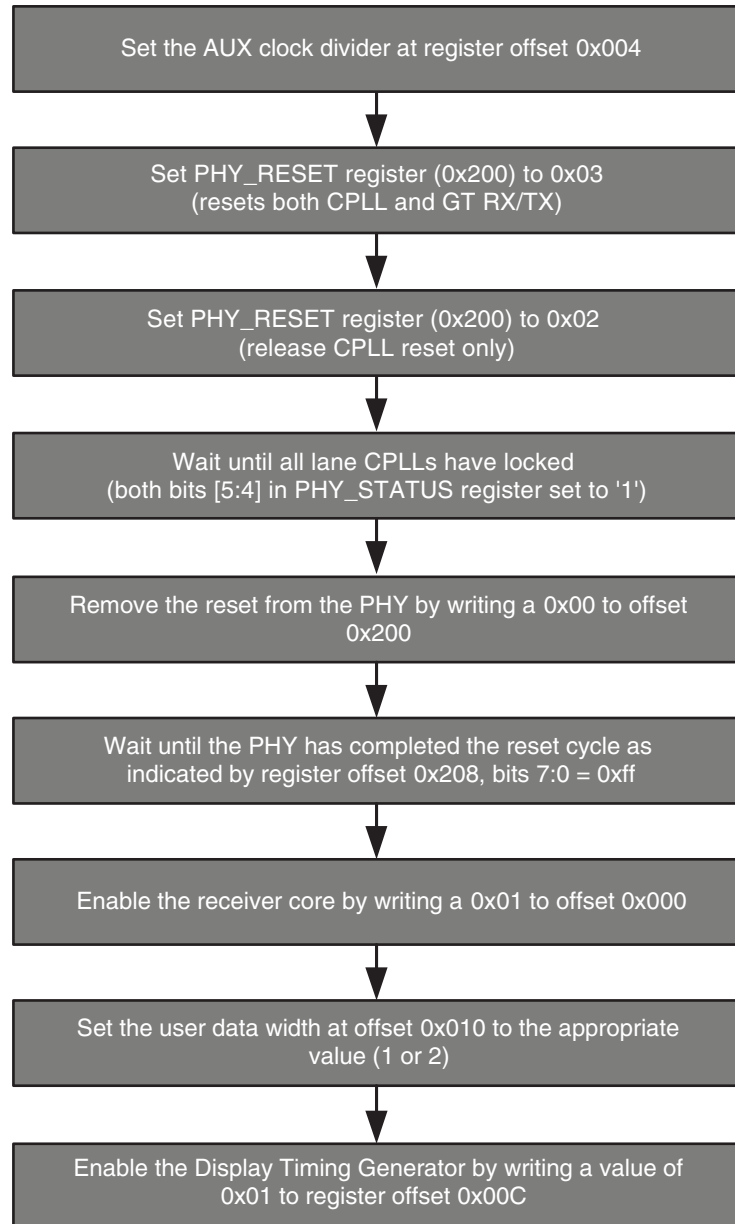 Set the AUX clock divider at register offset 0x004
Set PHY_RESET register (0x200) to 0x03
(resets both CPLL and GT RX/TX)
Set PHY_RESET register (0x200) to 0x02
(release CPLL reset only)
Wait until all lane CPLLs have locked
(both bits [5:4] in PHY_STATUS register set to '1')
Remove the reset from the PHY by writing a 0x00 to offset
0x200
Wait until the PHY has completed the reset cycle as
indicated by register offset 0x208, bits 7:0 = 0xff
Enable the receiver core by writing a 0x01 to offset 0x000
Set the user data width at offset 0x010 to the appropriate
value (1 or 2)
Enable the Display Timing Generator by writing a value of
0x01 to register offset 0x00C